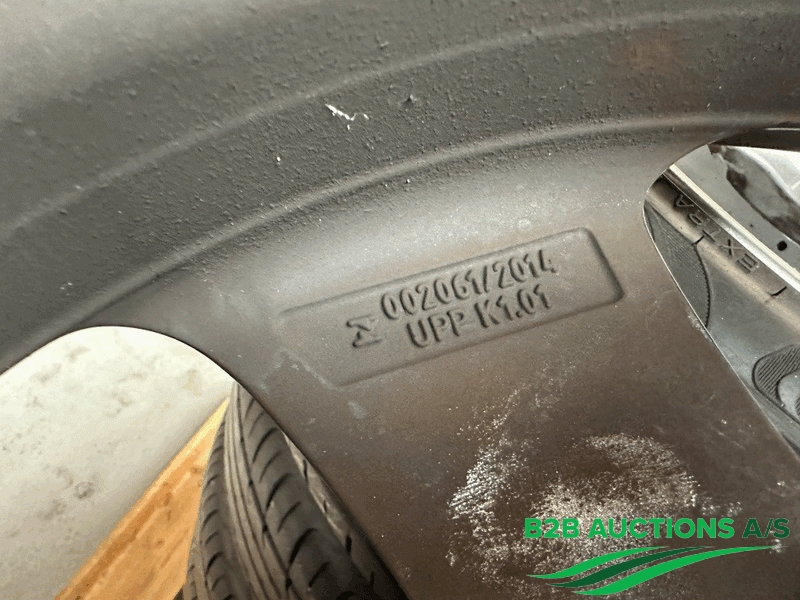 002061/2014
UPP K1.01
EXTRA
B2B AUCTIONS A/S